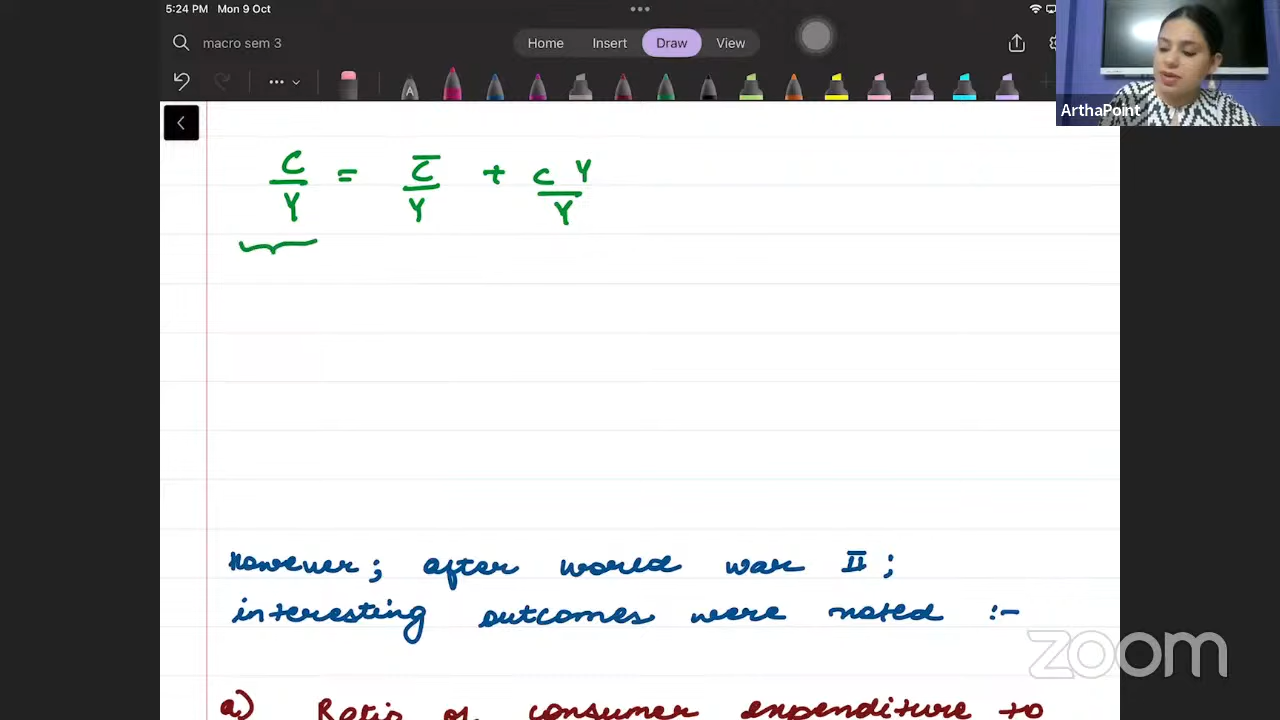 5:24 PM Mon 9 Oct
macro sem 3
Home Insert Draw View
A
ArthaPoint
C/Y = C̅/Y + c Y/Y
However; after world war II;
interesting outcomes were noted :-
zoom
a) Ratio of consumer expenditure to